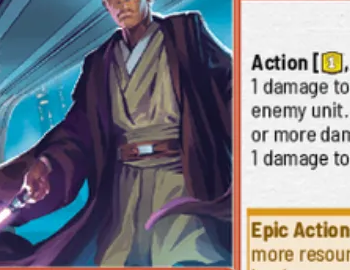 Action [1,
1 damage to
enemy unit.
or more dam
1 damage to
Epic Action
more resour